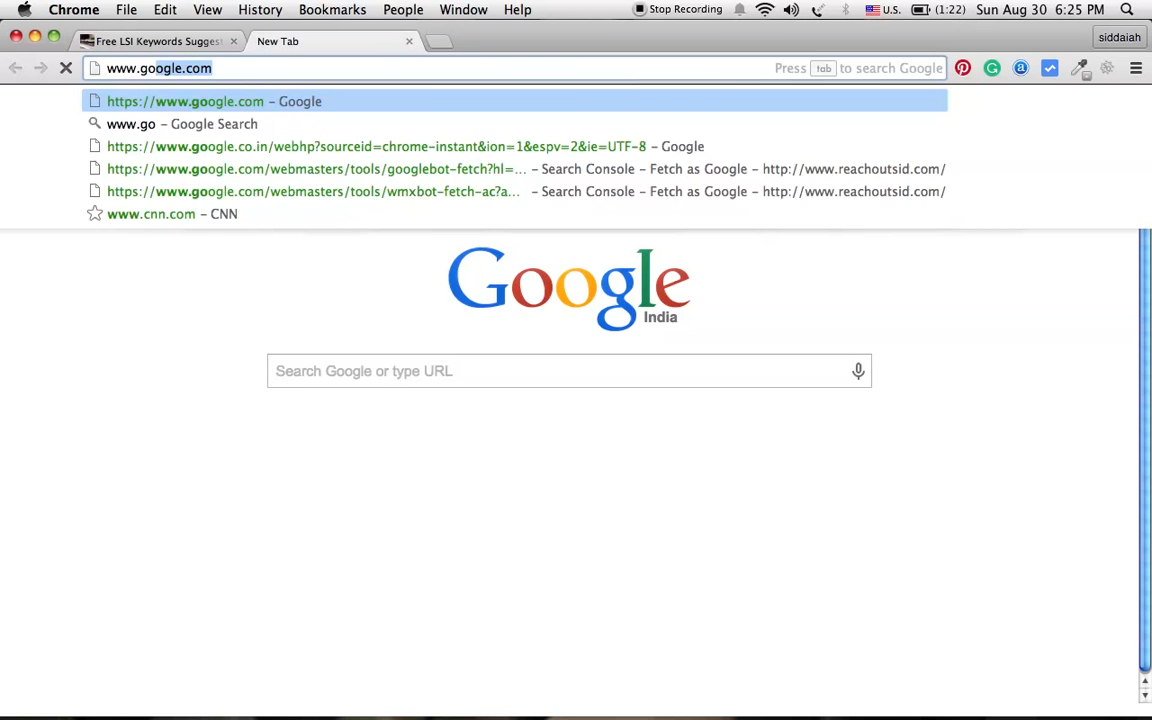 Chrome File Edit View History Bookmarks People Window Help Stop Recording U.S. (1:22) Sun Aug 30 6:25 PM
Free LSI Keywords Suggest New Tab siddaiah
www.google.com Press tab to search Google
https://www.google.com – Google
www.go – Google Search
https://www.google.co.in/webhp?sourceid=chrome-instant&ion=1&espv=2&ie=UTF-8 – Google
https://www.google.com/webmasters/tools/googlebot-fetch?hl=... – Search Console – Fetch as Google – http://www.reachoutsid.com/
https://www.google.com/webmasters/tools/wmxbot-fetch-ac?a... – Search Console – Fetch as Google – http://www.reachoutsid.com/
www.cnn.com – CNN
Google
India
Search Google or type URL